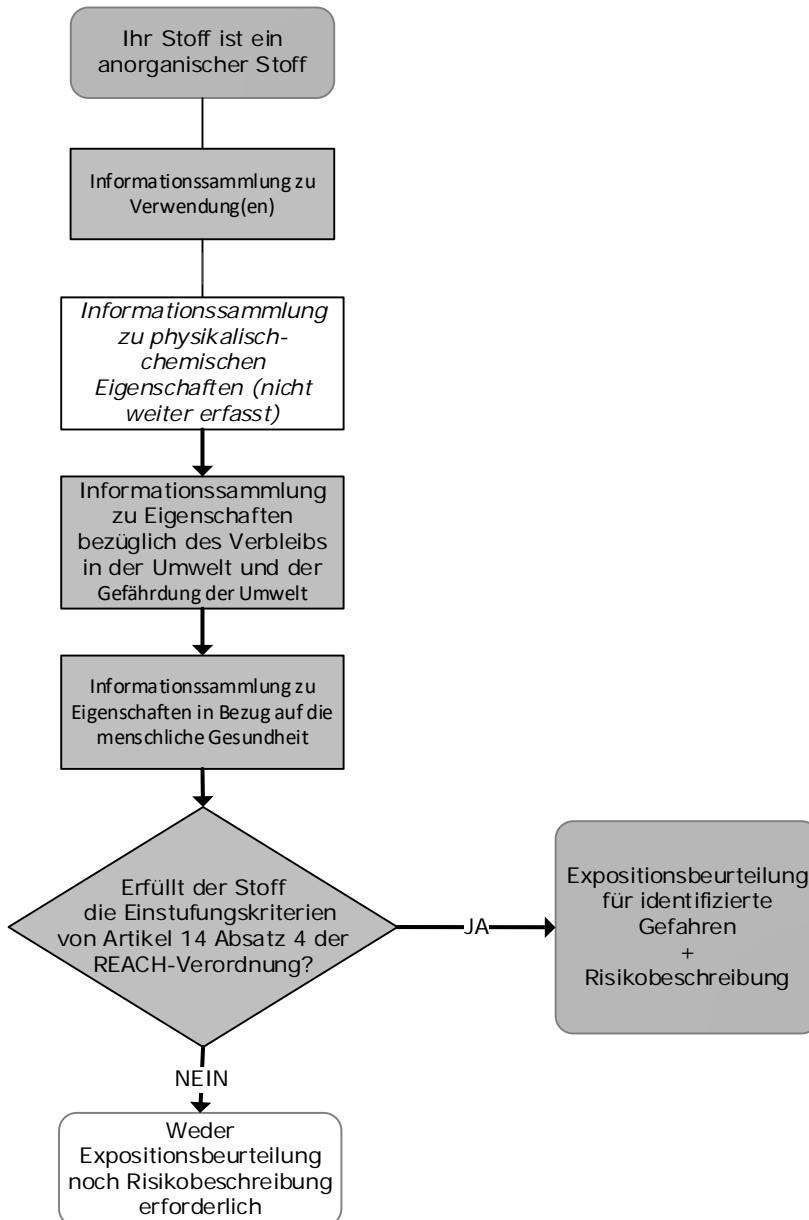 Ihr Stoff ist ein
anorganischer Stoff
Informationssammlung zu
Verwendung(en)
Informationssammlung
zu physikalisch-
chemischen
Eigenschaften (nicht
weiter erfasst)
Informationssammlung
zu Eigenschaften
bezüglich des Verbleibs
in der Umwelt und der
Gefährdung der Umwelt
Informationssammlung zu
Eigenschaften in Bezug auf die
menschliche Gesundheit
Erfüllt der Stoff
die Einstufungskriterien
von Artikel 14 Absatz 4 der
REACH-Verordnung?
JA
Expositionsbeurteilung
für identifizierte
Gefahren
+
Risikobeschreibung
NEIN
Weder
Expositionsbeurteilung
noch Risikobeschreibung
erforderlich